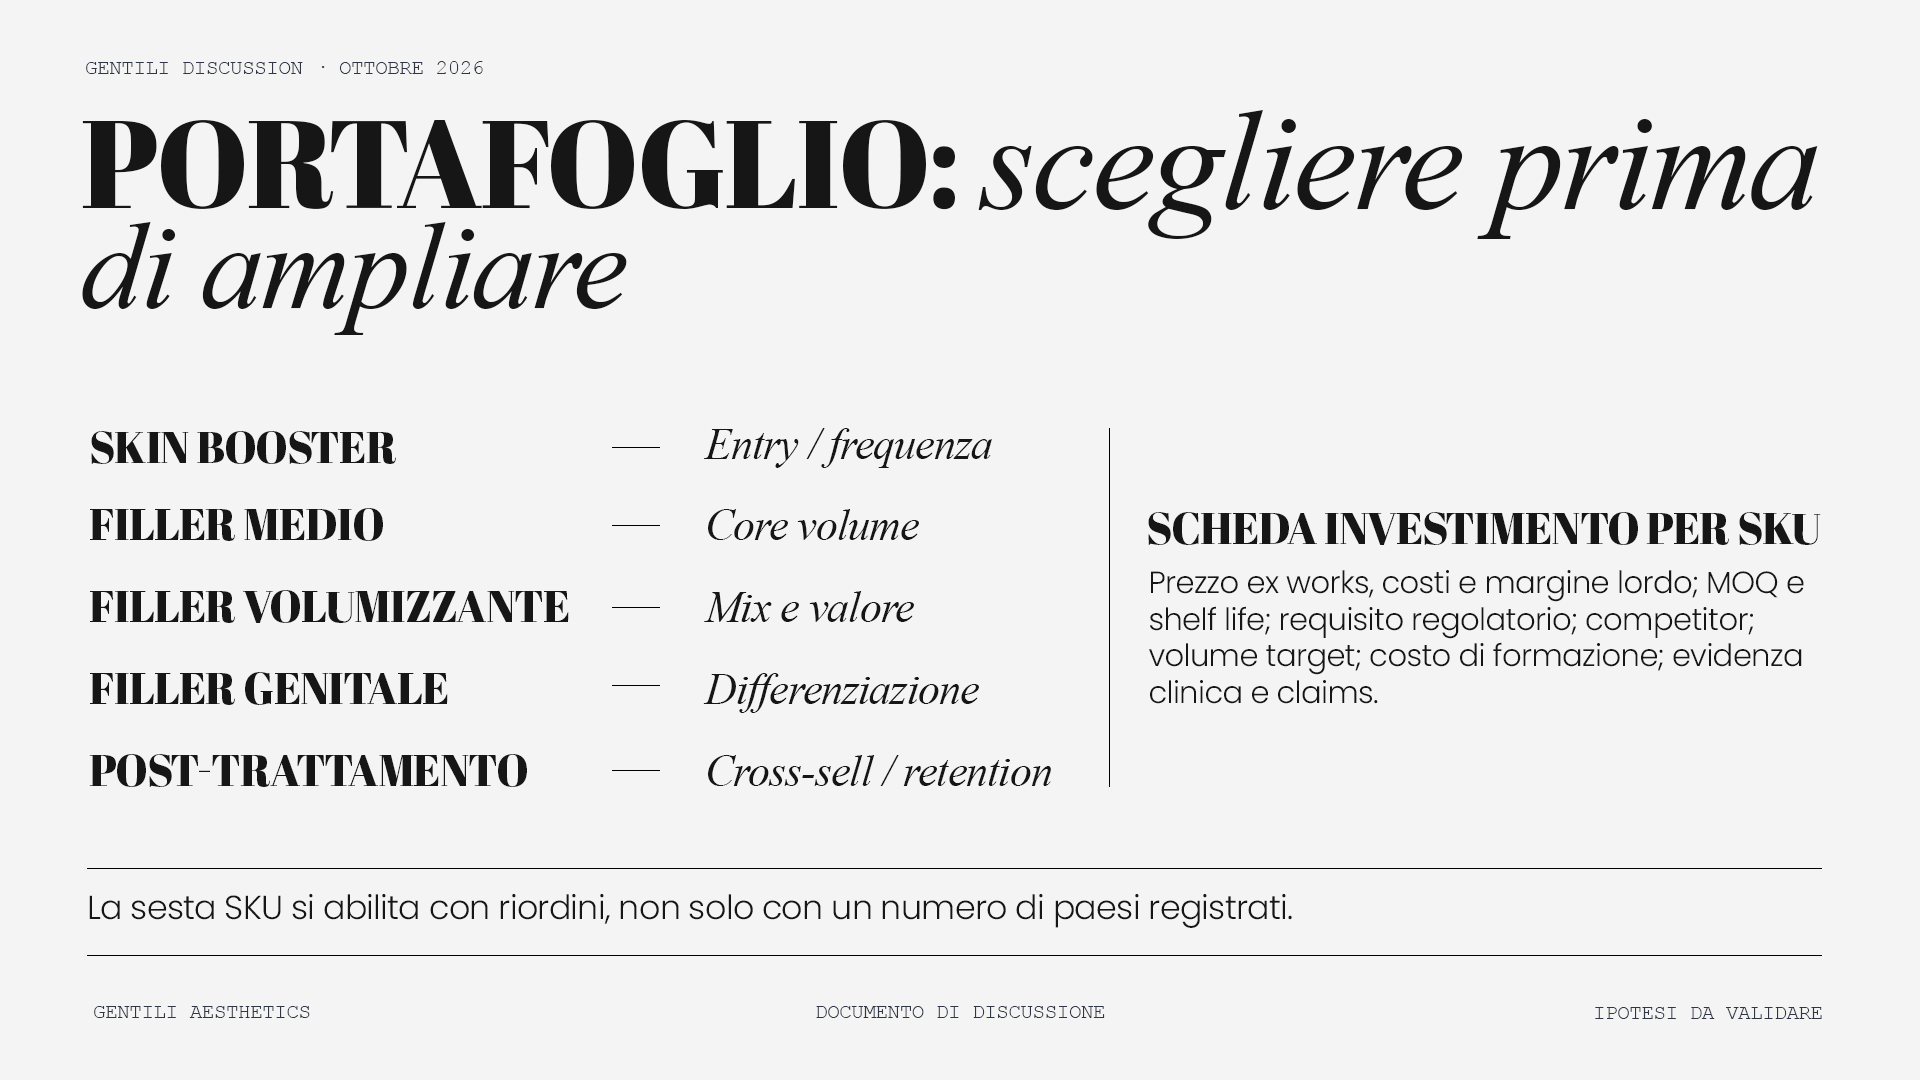 GENTILI DISCUSSION · OTTOBRE 2026
PORTAFOGLIO: scegliere prima
di ampliare
SKIN BOOSTER — Entry / frequenza
FILLER MEDIO — Core volume
FILLER VOLUMIZZANTE — Mix e valore
FILLER GENITALE — Differenziazione
POST-TRATTAMENTO — Cross-sell / retention
SCHEDA INVESTIMENTO PER SKU
Prezzo ex works, costi e margine lordo; MOQ e
shelf life; requisito regolatorio; competitor;
volume target; costo di formazione; evidenza
clinica e claims.
La sesta SKU si abilita con riordini, non solo con un numero di paesi registrati.
GENTILI AESTHETICS
DOCUMENTO DI DISCUSSIONE
IPOTESI DA VALIDARE